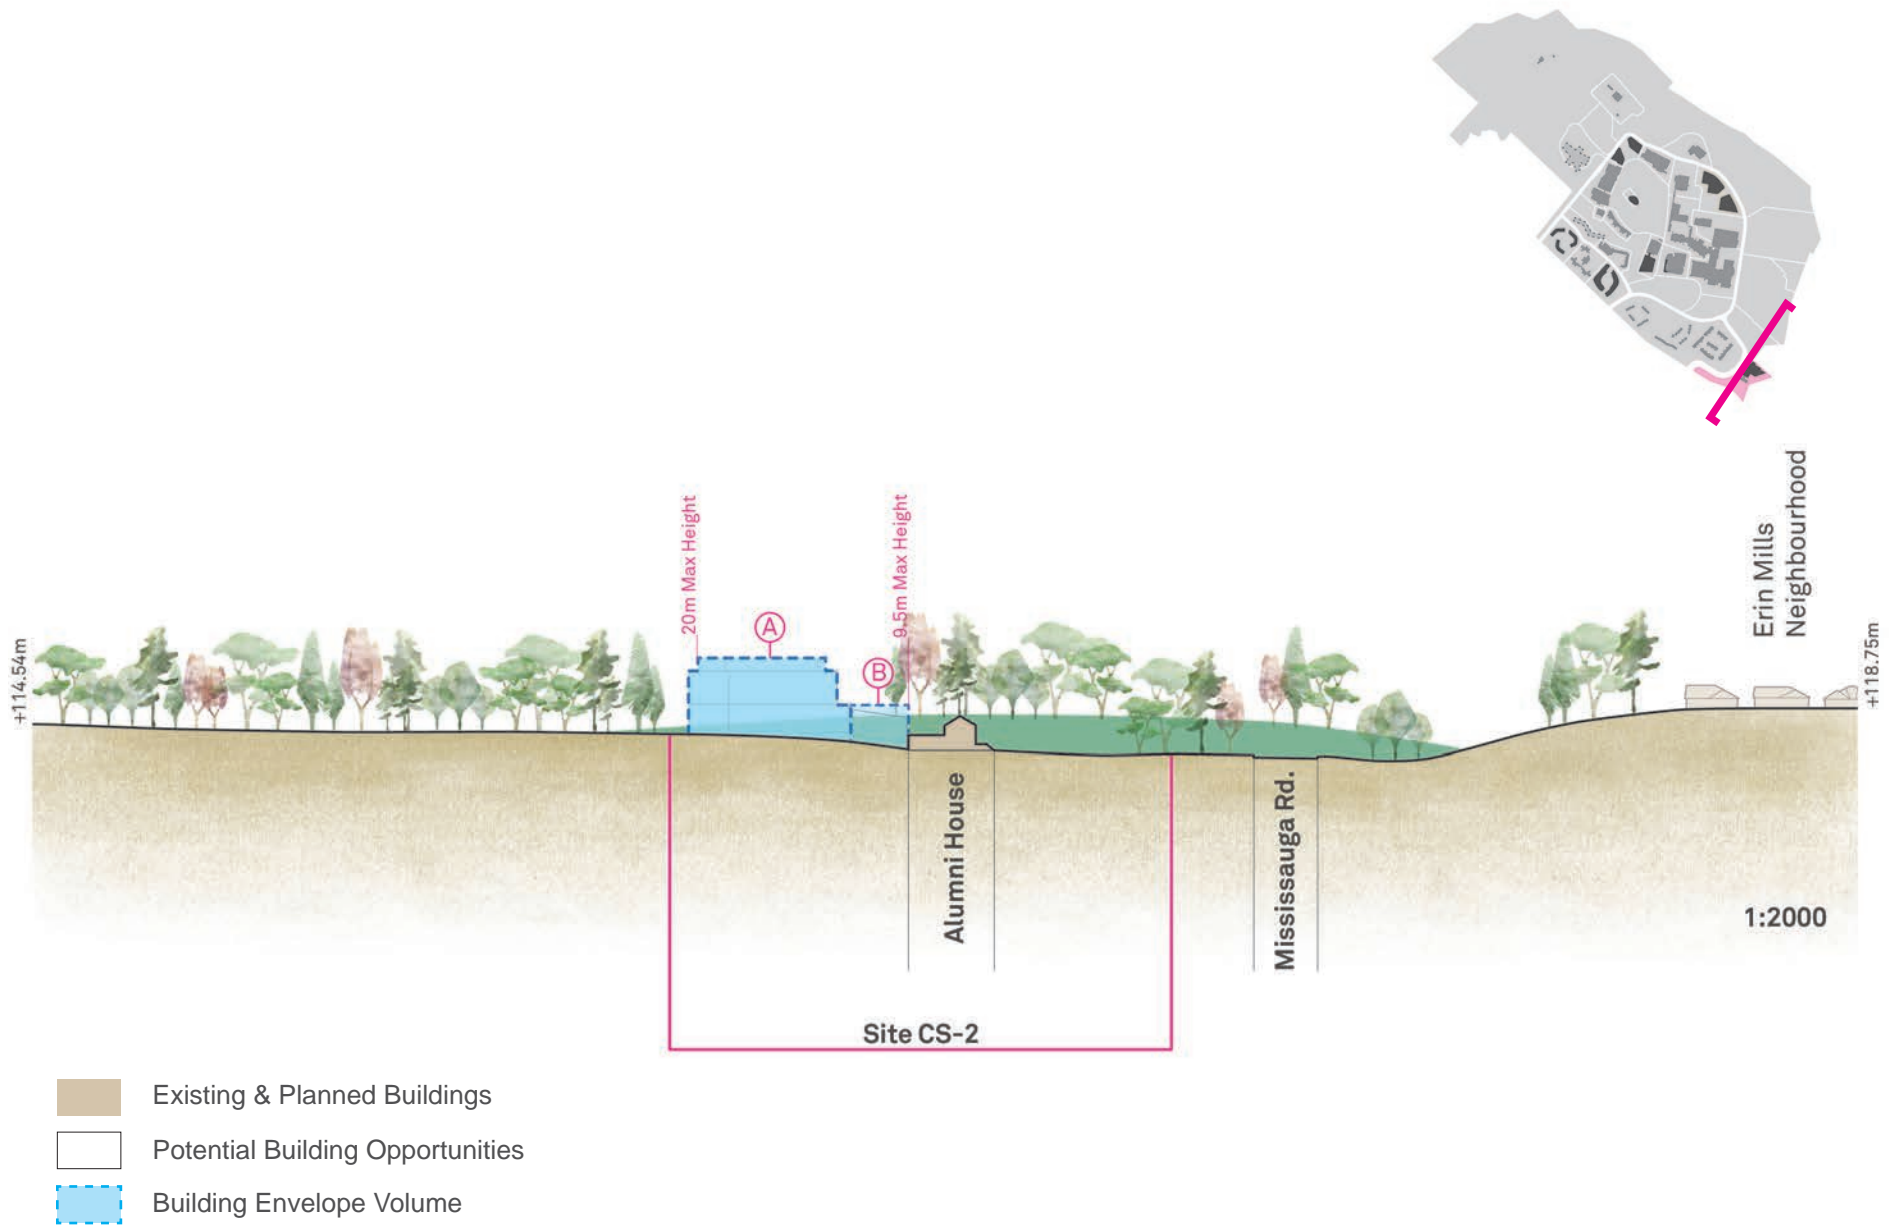 Erin Mills
Neighbourhood
20m Max Height
9.5m Max Height
A
B
+114.54m
+118.75m
Alumni House
Mississauga Rd.
1:2000
Site CS-2
Existing & Planned Buildings
Potential Building Opportunities
Building Envelope Volume